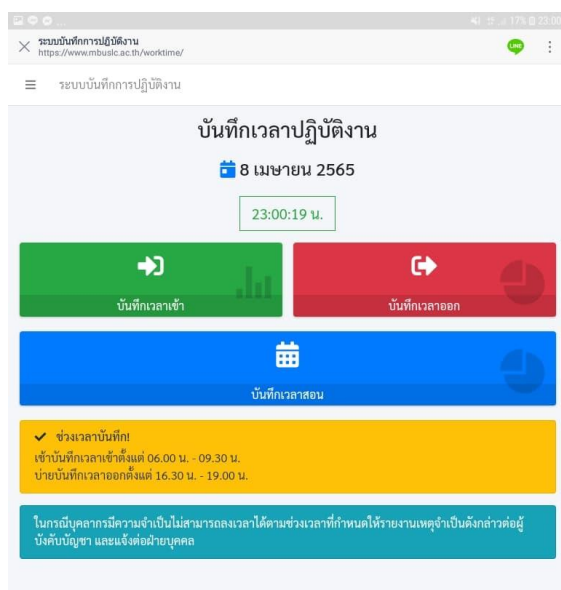 17% 23:00
ระบบบันทึกการปฏิบัติงาน
https://www.mbuslc.ac.th/worktime/
LINE
ระบบบันทึกการปฏิบัติงาน
บันทึกเวลาปฏิบัติงาน
8 เมษายน 2565
23:00:19 น.
บันทึกเวลาเข้า
บันทึกเวลาออก
บันทึกเวลาสอน
ช่วงเวลาบันทึก!
เช้าบันทึกเวลาเข้าตั้งแต่ 06.00 น. - 09.30 น.
บ่ายบันทึกเวลาออกตั้งแต่ 16.30 น. - 19.00 น.
ในกรณีบุคลากรมีความจำเป็นไม่สามารถลงเวลาได้ตามช่วงเวลาที่กำหนดให้รายงานเหตุจำเป็นดังกล่าวต่อผู้
บังคับบัญชา และแจ้งต่อฝ่ายบุคคล